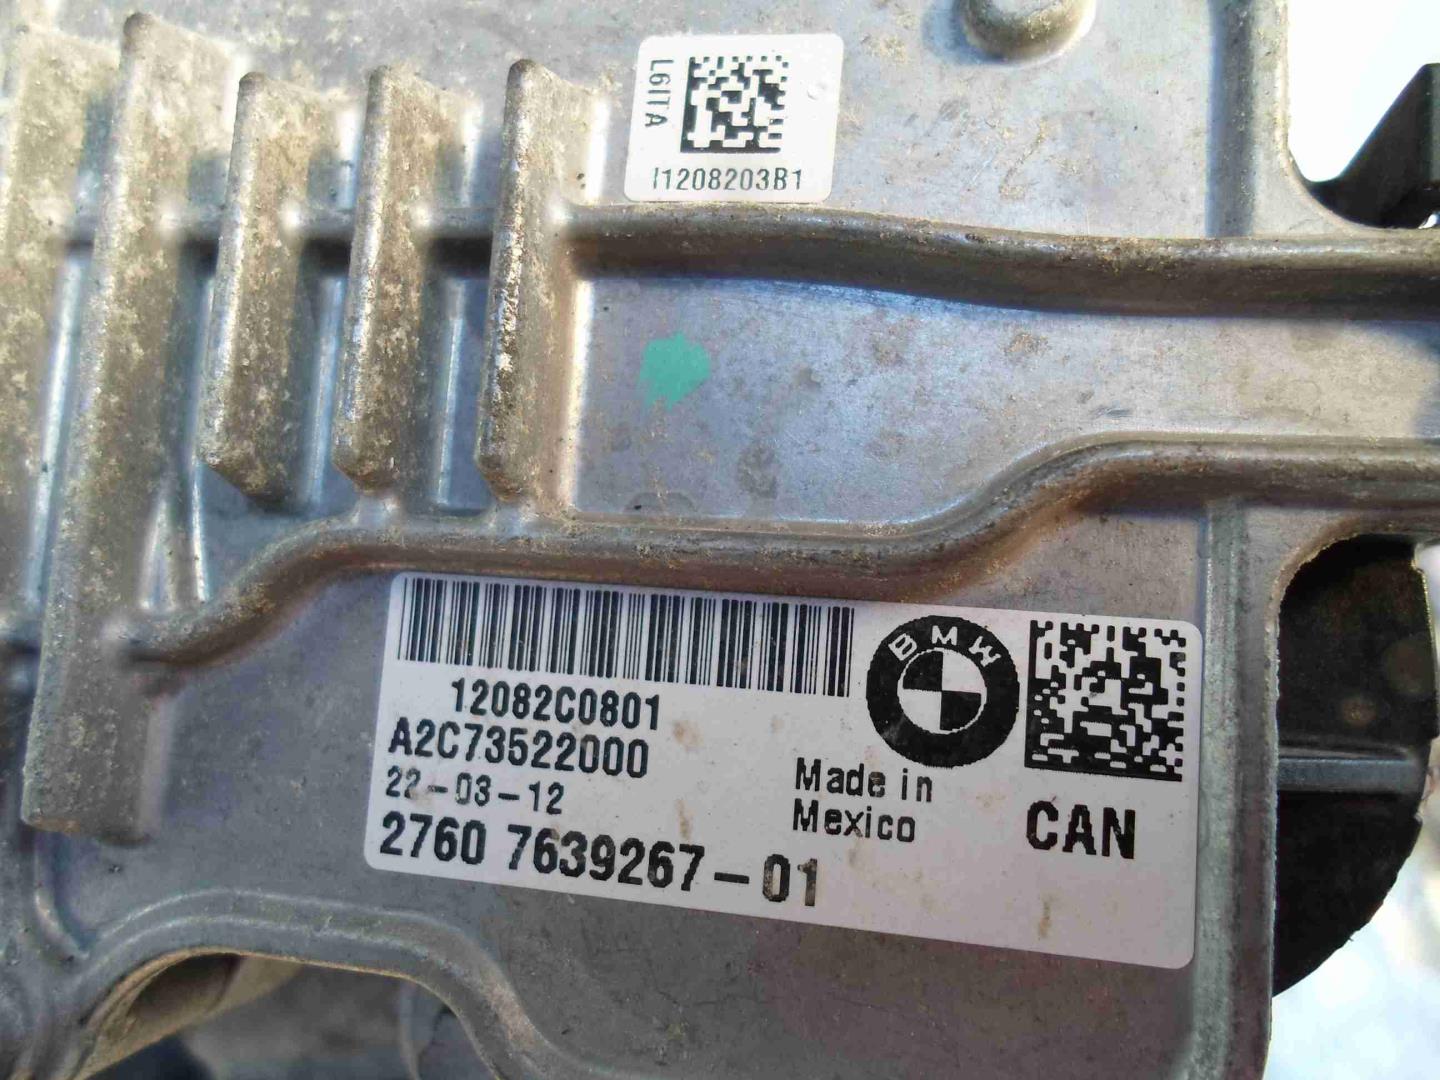 L6ITA
I1208203B1
12082C0801
A2C73522000
22-03-12
2760 7639267-01
BMW
Made in
Mexico
CAN